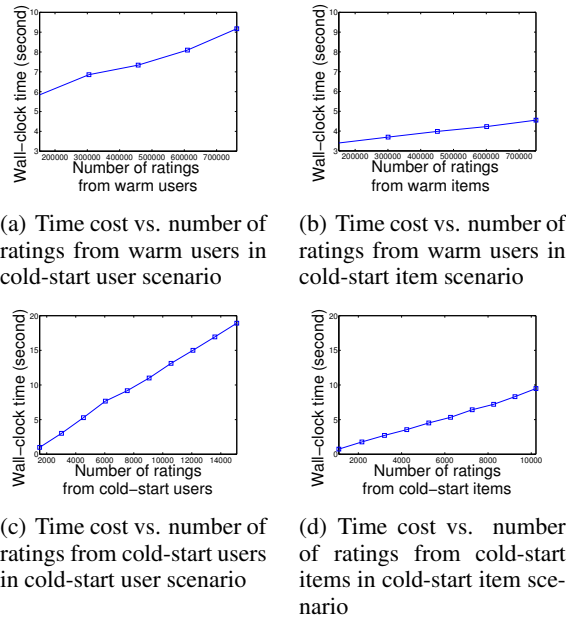 10
9
8
7
6
5
4
3
200000 300000 400000 500000 600000 700000
Wall−clock time (second)
Number of ratings
from warm users
10
9
8
7
6
5
4
3
200000 300000 400000 500000 600000 700000
Wall−clock time (second)
Number of ratings
from warm items
(a) Time cost vs. number of
ratings from warm users in
cold-start user scenario
(b) Time cost vs. number of
ratings from warm users in
cold-start item scenario
20
15
10
5
0
2000 4000 6000 8000 10000 12000 14000
Wall−clock time (second)
Number of ratings
from cold−start users
20
15
10
5
0
2000 4000 6000 8000 10000
Wall−clock time (second)
Number of ratings
from cold−start items
(c) Time cost vs. number of
ratings from cold-start users
in cold-start user scenario
(d) Time cost vs. number
of ratings from cold-start
items in cold-start item sce-
nario